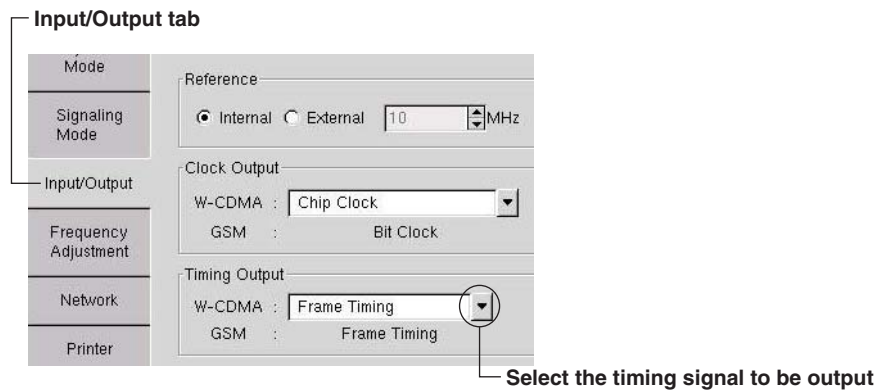 Input/Output tab
Mode
Reference
Signaling
Mode
Internal External 10 MHz
Input/Output
Clock Output
W-CDMA : Chip Clock
GSM : Bit Clock
Frequency
Adjustment
Timing Output
Network
W-CDMA : Frame Timing
GSM : Frame Timing
Printer
Select the timing signal to be output